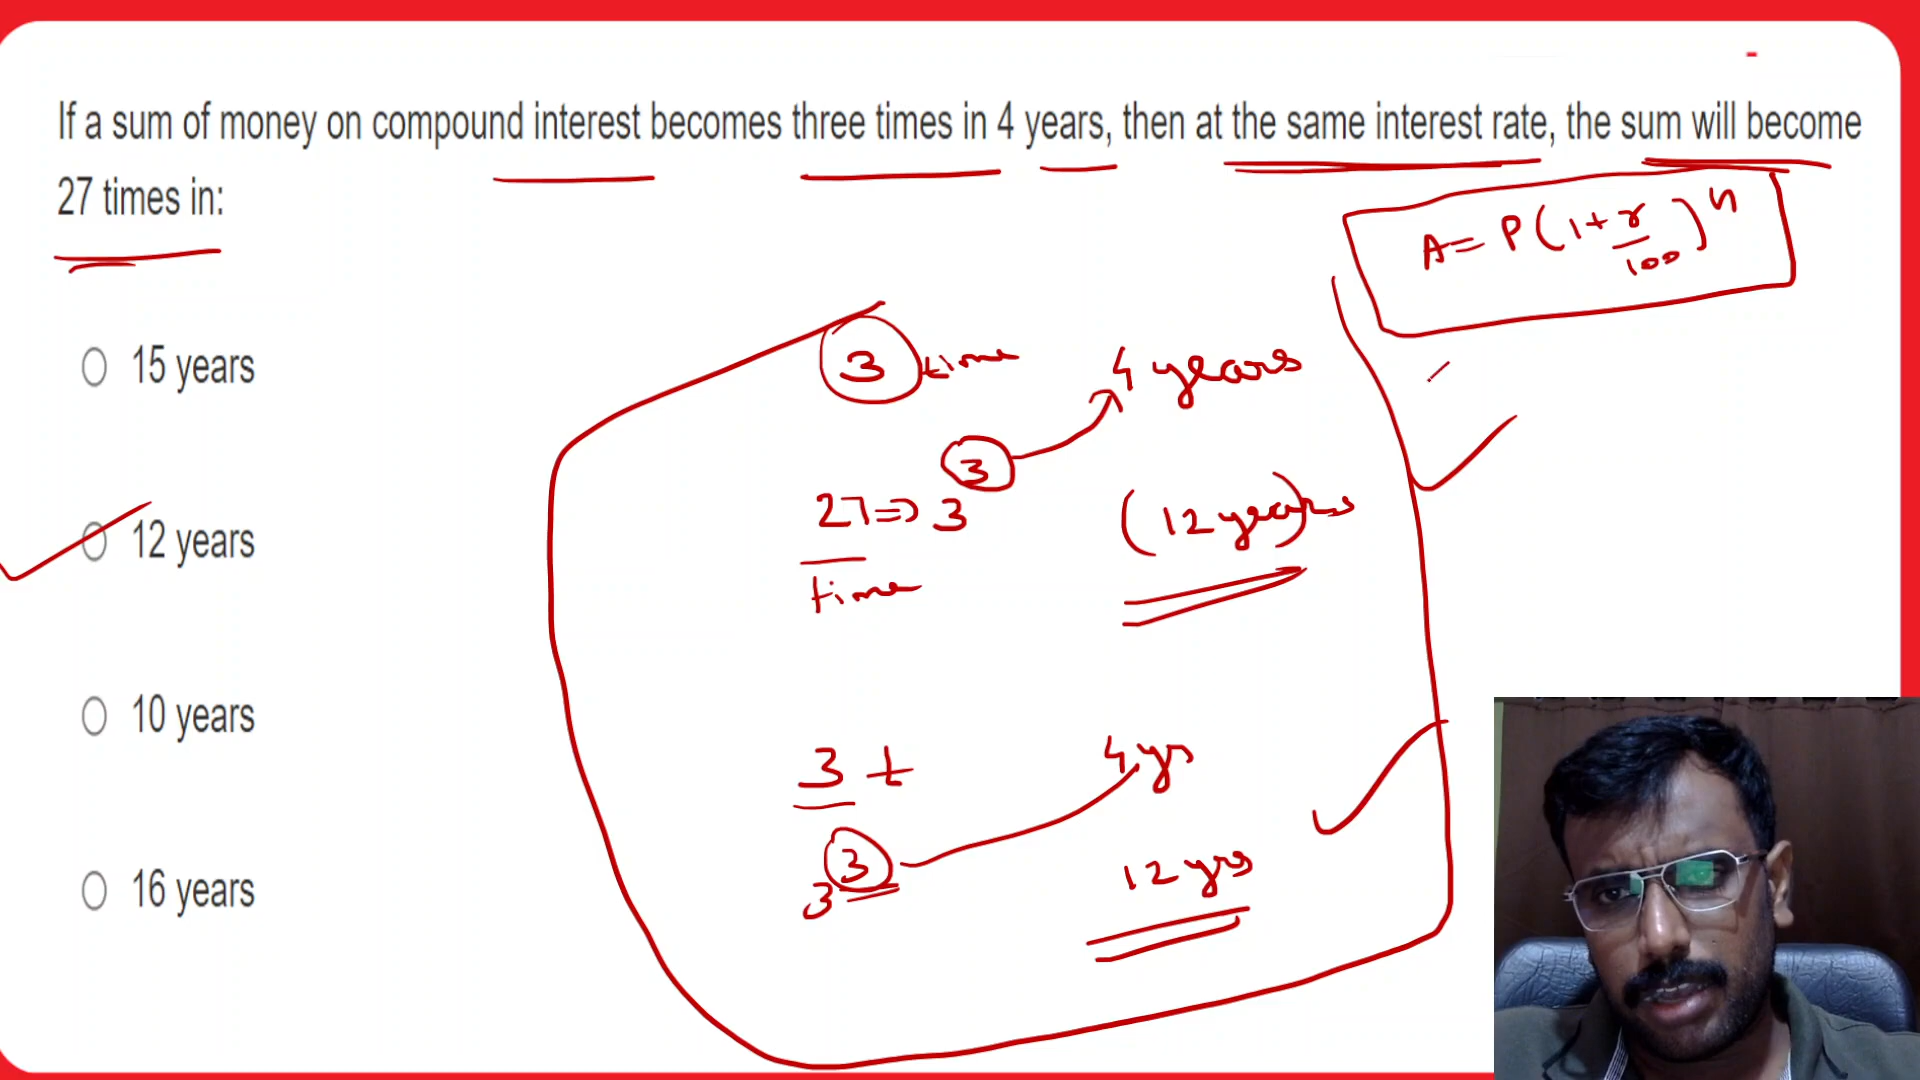 If a sum of money on compound interest becomes three times in 4 years, then at the same interest rate, the sum will become
27 times in:
A = P(1+r/100)^n
15 years
3 time 4 years
3
27 => 3 (12 years)
time
12 years
10 years
3 t 4 ys
3^3 12 yrs
16 years